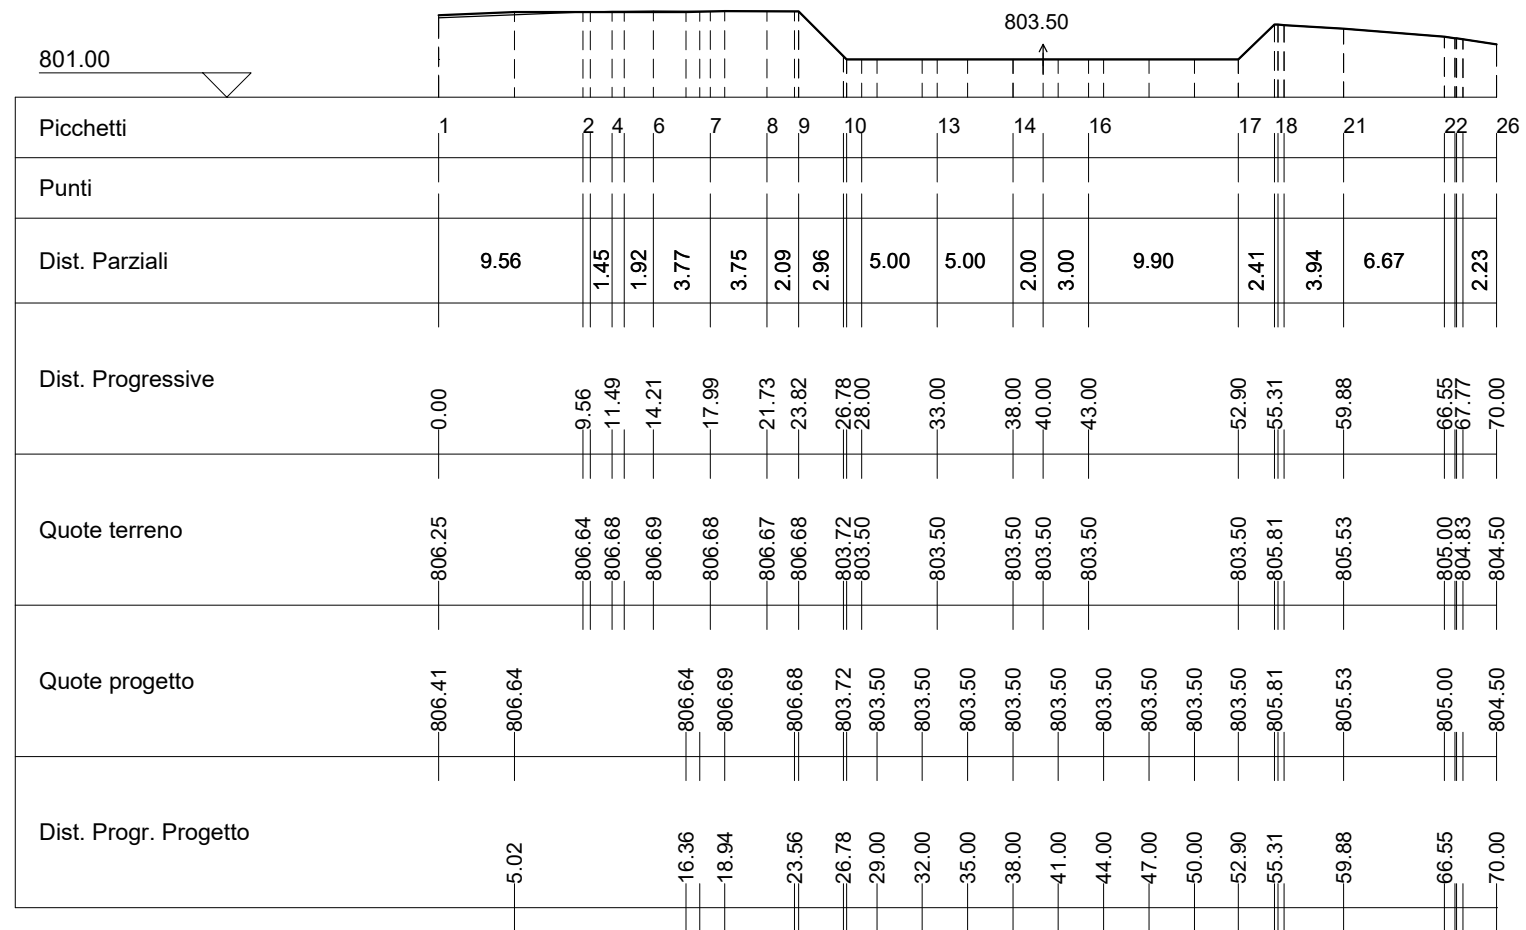 803.50
801.00
Picchetti 1 2 4 6 7 8 9 10 13 14 16 17 18 21 22 26
Punti
Dist. Parziali 9.56 1.45 1.92 3.77 3.75 2.09 2.96 5.00 5.00 2.00 3.00 9.90 2.41 3.94 6.67 2.23
Dist. Progressive 0.00 9.56 11.49 14.21 17.99 21.73 23.82 26.78 28.00 33.00 38.00 40.00 43.00 52.90 55.31 59.88 66.55 67.77 70.00
Quote terreno 806.25 806.64 806.68 806.69 806.68 806.67 806.68 803.72 803.50 803.50 803.50 803.50 803.50 803.50 805.81 805.53 805.00 804.83 804.50
Quote progetto 806.41 806.64 806.64 806.69 806.68 803.72 803.50 803.50 803.50 803.50 803.50 803.50 803.50 803.50 803.50 805.81 805.53 805.00 804.50
Dist. Progr. Progetto 5.02 16.36 18.94 23.56 26.78 29.00 32.00 35.00 38.00 41.00 44.00 47.00 50.00 52.90 55.31 59.88 66.55 70.00